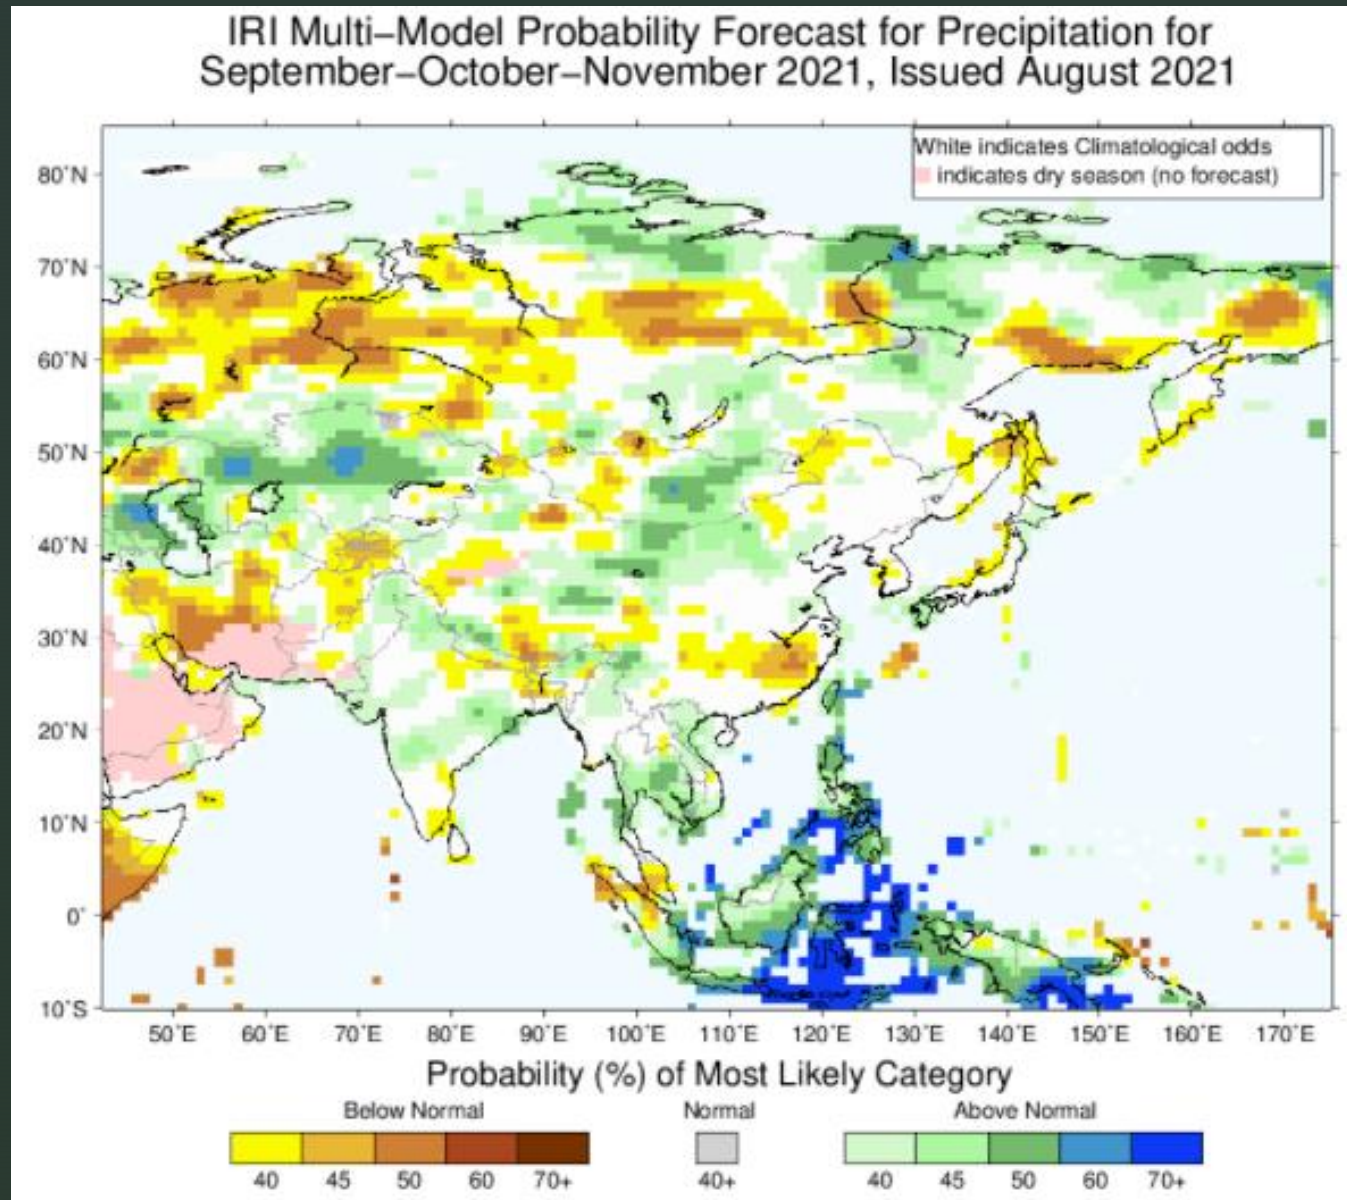 IRI Multi−Model Probability Forecast for Precipitation for
September−October−November 2021, Issued August 2021
White indicates Climatological odds
indicates dry season (no forecast)
80˚N
70˚N
60˚N
50˚N
40˚N
30˚N
20˚N
10˚N
0˚
10˚S
50˚E 60˚E 70˚E 80˚E 90˚E 100˚E 110˚E 120˚E 130˚E 140˚E 150˚E 160˚E 170˚E
Probability (%) of Most Likely Category
Below Normal Normal Above Normal
40 45 50 60 70+ 40+ 40 45 50 60 70+